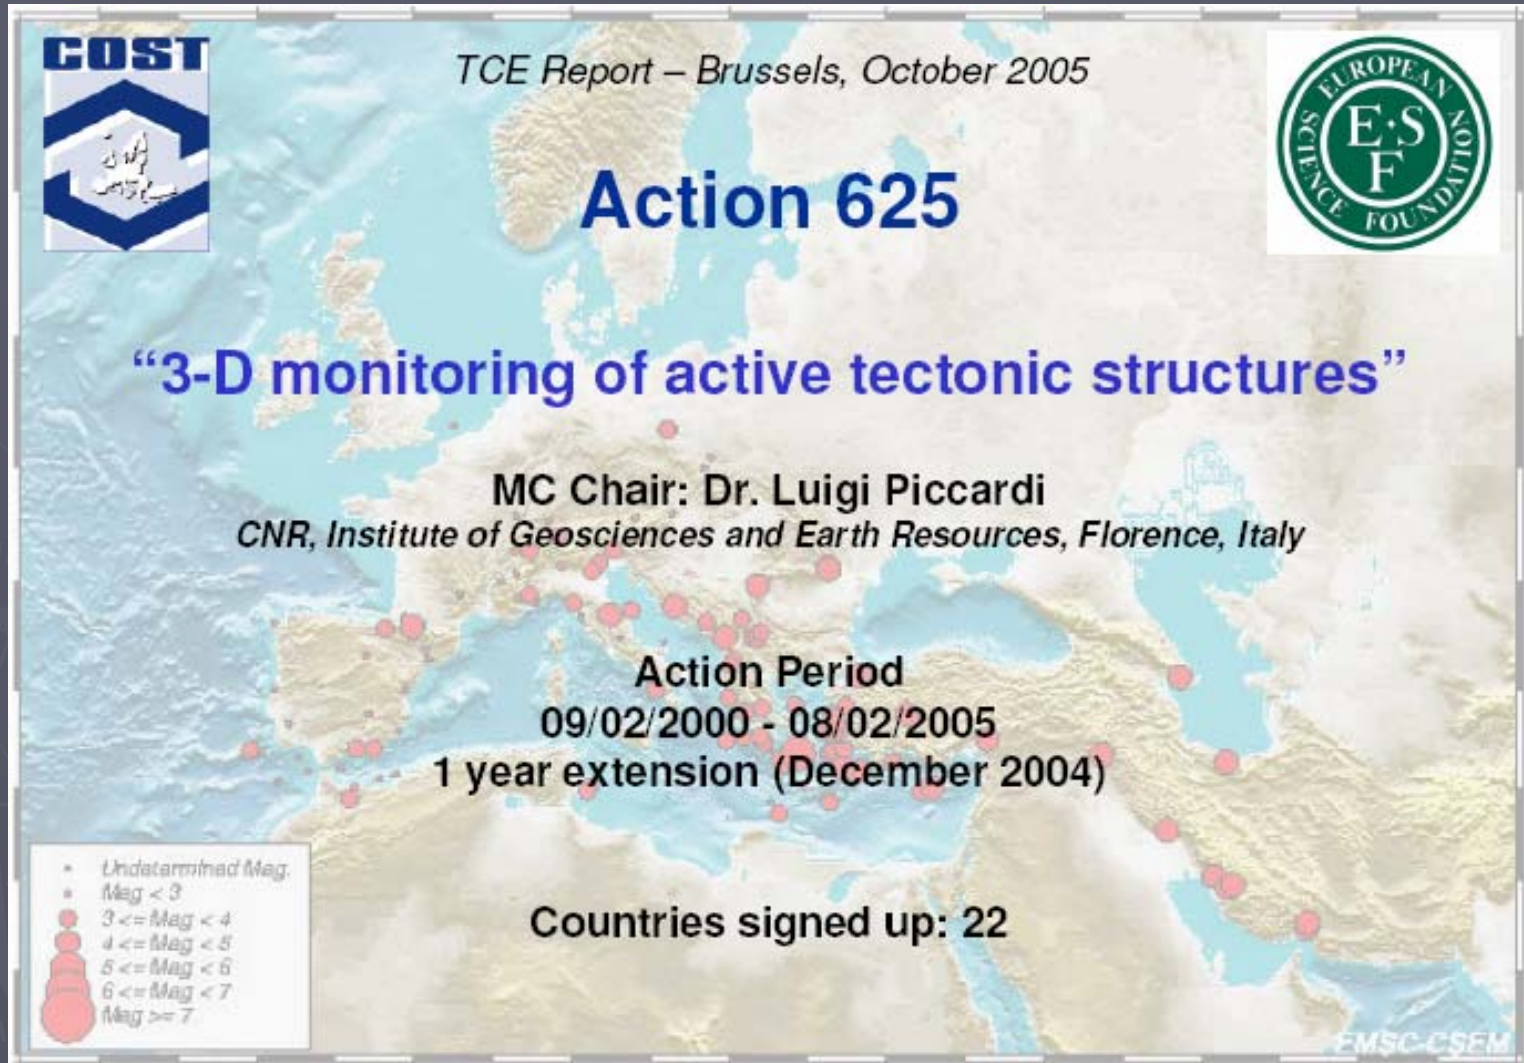 COST
TCE Report – Brussels, October 2005
EUROPEAN SCIENCE FOUNDATION
E·S
F
Action 625
“3-D monitoring of active tectonic structures”
MC Chair: Dr. Luigi Piccardi
CNR, Institute of Geosciences and Earth Resources, Florence, Italy
Action Period
09/02/2000 - 08/02/2005
1 year extension (December 2004)
Countries signed up: 22
Undetermined Mag.
Mag < 3
3 <= Mag < 4
4 <= Mag < 5
5 <= Mag < 6
6 <= Mag < 7
Mag >= 7
EMSC-CSEM